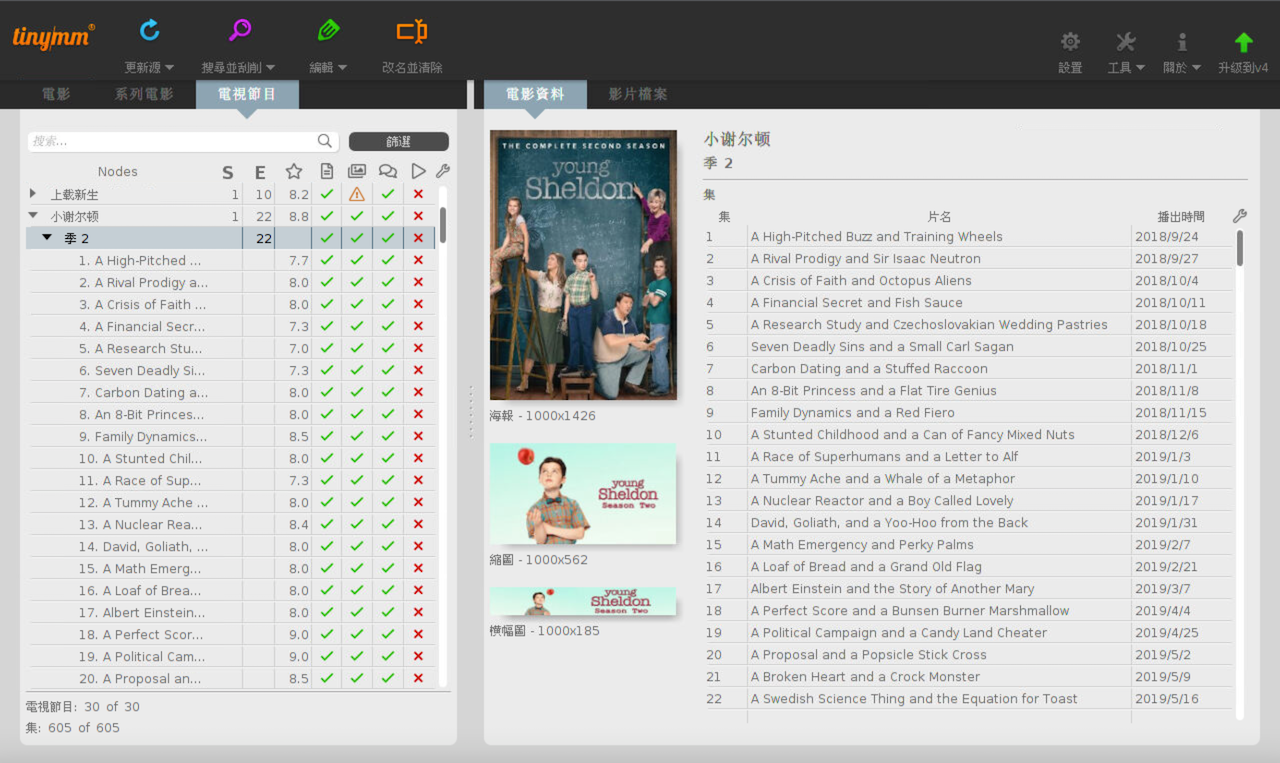 tinymm®
更新源
搜尋並刮削
編輯
改名並清除
設置
工具
關於
升級到v4
電影
系列電影
電視節目
電影資料
影片檔案
搜索...
篩選
Nodes S E
上载新生 1 10 8.2
小谢尔顿 1 22 8.8
季 2 22
1. A High-Pitched ... 7.7
2. A Rival Prodigy a... 8.0
3. A Crisis of Faith ... 8.0
4. A Financial Secr... 7.3
5. A Research Stu... 7.0
6. Seven Deadly Si... 7.3
7. Carbon Dating a... 8.0
8. An 8-Bit Princes... 8.0
9. Family Dynamics... 8.5
10. A Stunted Chil... 8.0
11. A Race of Sup... 7.3
12. A Tummy Ache ... 8.0
13. A Nuclear Rea... 8.4
14. David, Goliath, ... 8.0
15. A Math Emerg... 8.0
16. A Loaf of Brea... 8.0
17. Albert Einstein... 8.0
18. A Perfect Scor... 9.0
19. A Political Cam... 9.0
20. A Proposal an... 8.5
電視節目: 30 of 30
集: 605 of 605
THE COMPLETE SECOND SEASON
young
Sheldon
海報 - 1000x1426
young
Sheldon
Season Two
縮圖 - 1000x562
young
Sheldon
Season Two
橫幅圖 - 1000x185
小谢尔顿
季 2
集
集 片名 播出時間
1 A High-Pitched Buzz and Training Wheels 2018/9/24
2 A Rival Prodigy and Sir Isaac Neutron 2018/9/27
3 A Crisis of Faith and Octopus Aliens 2018/10/4
4 A Financial Secret and Fish Sauce 2018/10/11
5 A Research Study and Czechoslovakian Wedding Pastries 2018/10/18
6 Seven Deadly Sins and a Small Carl Sagan 2018/10/25
7 Carbon Dating and a Stuffed Raccoon 2018/11/1
8 An 8-Bit Princess and a Flat Tire Genius 2018/11/8
9 Family Dynamics and a Red Fiero 2018/11/15
10 A Stunted Childhood and a Can of Fancy Mixed Nuts 2018/12/6
11 A Race of Superhumans and a Letter to Alf 2019/1/3
12 A Tummy Ache and a Whale of a Metaphor 2019/1/10
13 A Nuclear Reactor and a Boy Called Lovely 2019/1/17
14 David, Goliath, and a Yoo-Hoo from the Back 2019/1/31
15 A Math Emergency and Perky Palms 2019/2/7
16 A Loaf of Bread and a Grand Old Flag 2019/2/21
17 Albert Einstein and the Story of Another Mary 2019/3/7
18 A Perfect Score and a Bunsen Burner Marshmallow 2019/4/4
19 A Political Campaign and a Candy Land Cheater 2019/4/25
20 A Proposal and a Popsicle Stick Cross 2019/5/2
21 A Broken Heart and a Crock Monster 2019/5/9
22 A Swedish Science Thing and the Equation for Toast 2019/5/16